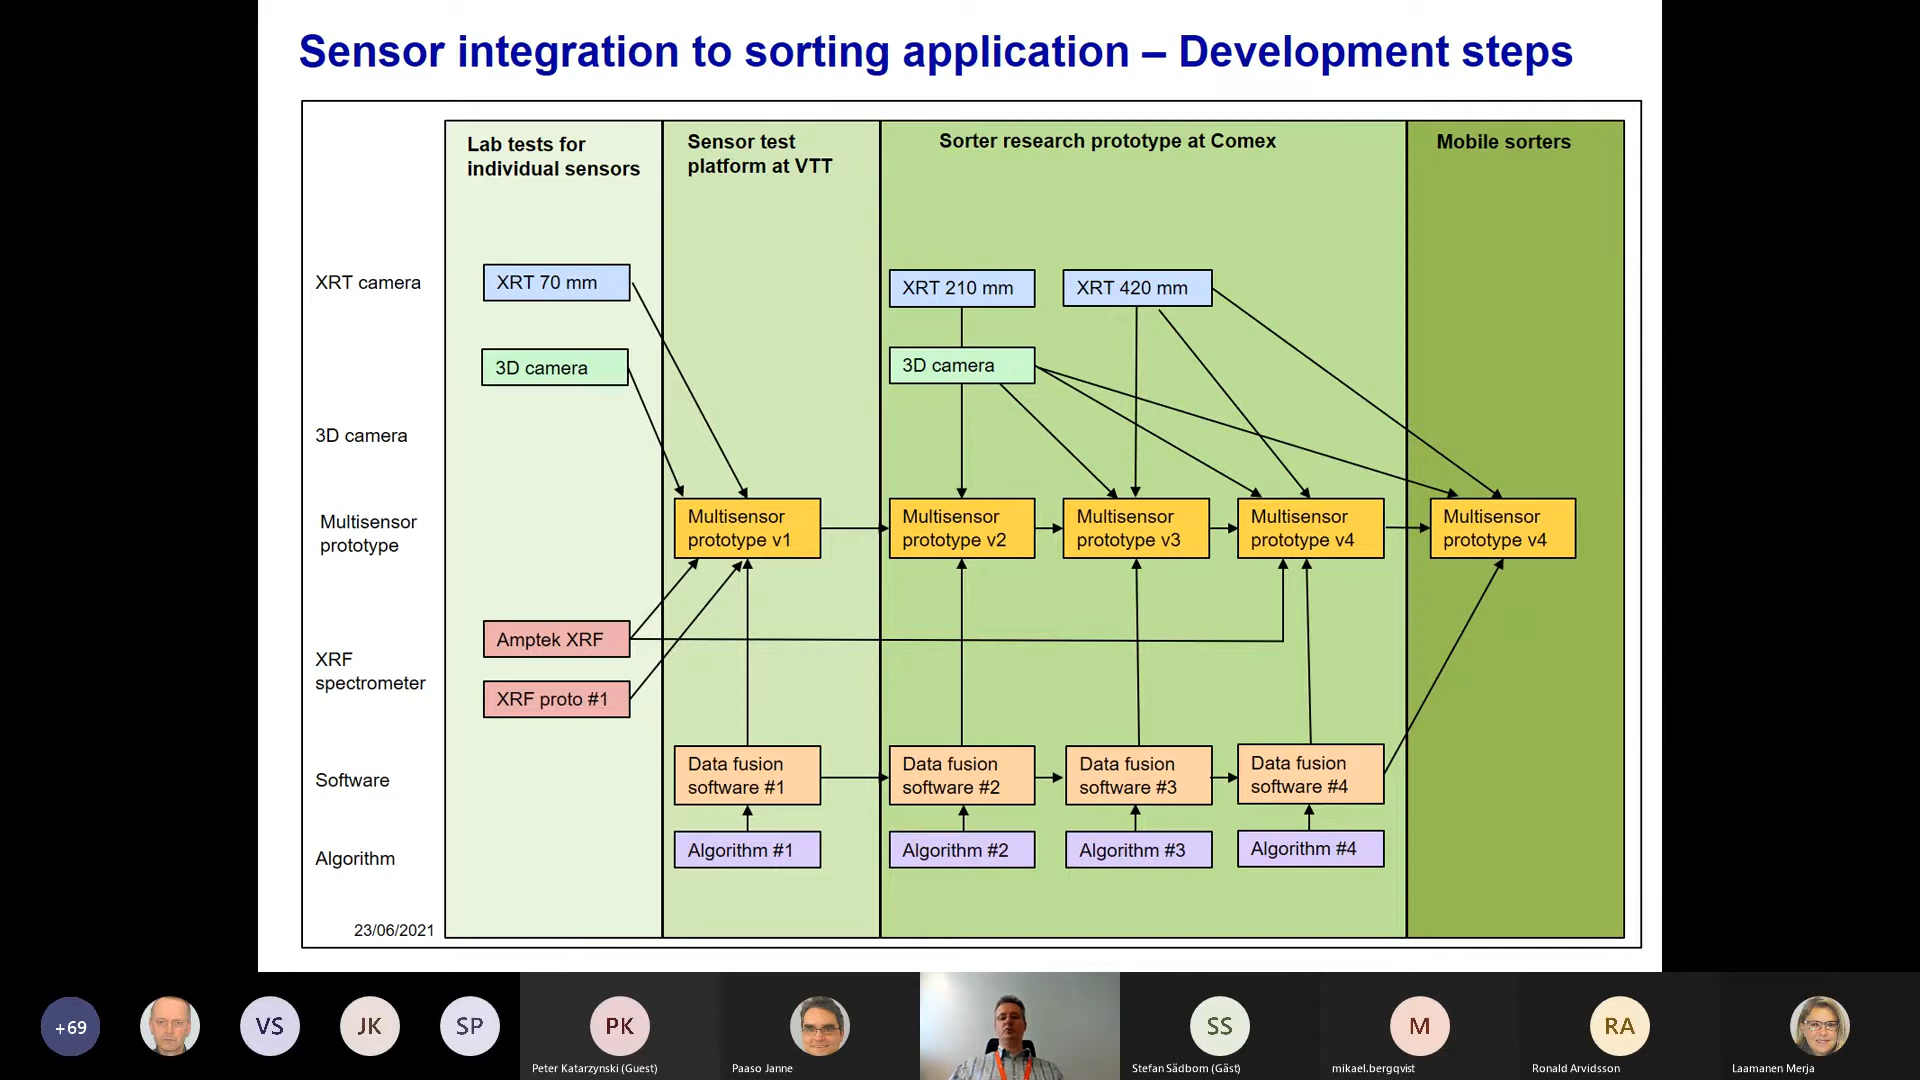 Sensor integration to sorting application – Development steps
Lab tests for
individual sensors
Sensor test
platform at VTT
Sorter research prototype at Comex
Mobile sorters
XRT camera
XRT 70 mm
XRT 210 mm
XRT 420 mm
3D camera
3D camera
3D camera
Multisensor
prototype
Multisensor
prototype v1
Multisensor
prototype v2
Multisensor
prototype v3
Multisensor
prototype v4
Multisensor
prototype v4
Amptek XRF
XRF
spectrometer
XRF proto #1
Software
Data fusion
software #1
Data fusion
software #2
Data fusion
software #3
Data fusion
software #4
Algorithm
Algorithm #1
Algorithm #2
Algorithm #3
Algorithm #4
23/06/2021
+69
VS
JK
SP
PK
Peter Katarzynski (Guest)
Paaso Janne
SS
Stefan Sädbom (Gäst)
M
mikael.bergqvist
RA
Ronald Arvidsson
Laamanen Merja